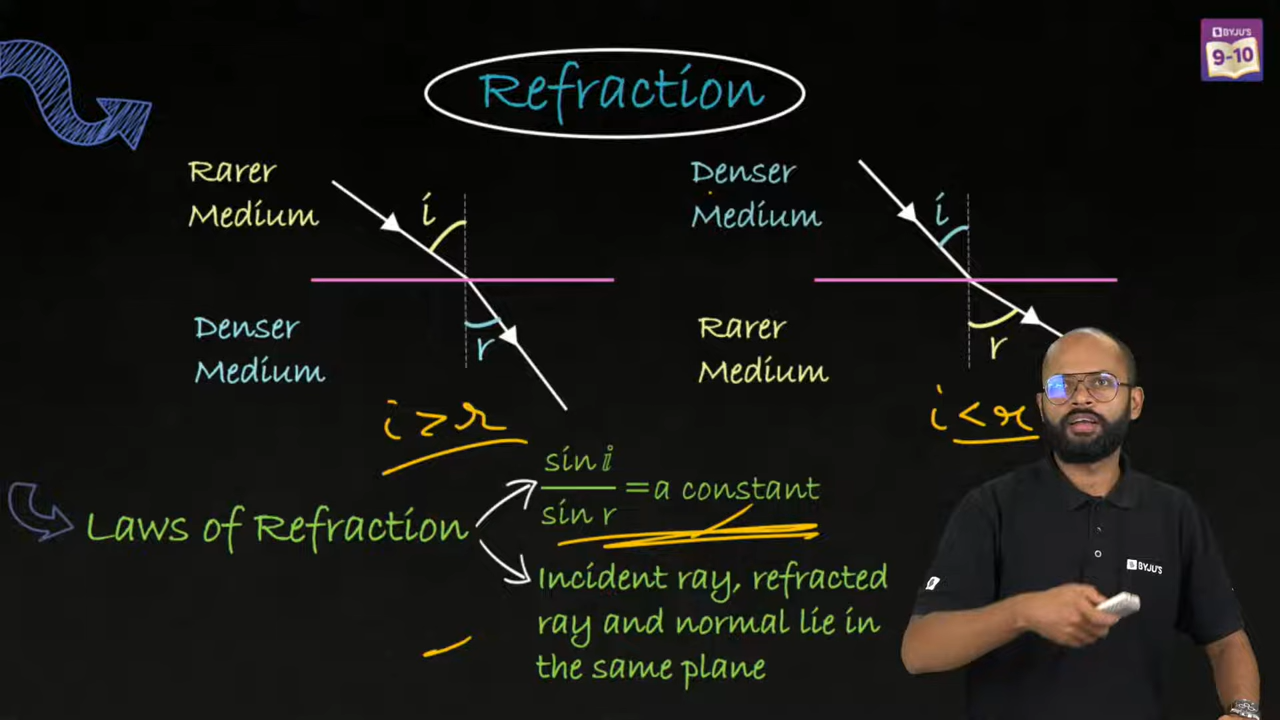 BYJU'S
9-10
Refraction
Rarer
Medium
i
Denser
Medium
r
i > r
Denser
Medium
i
Rarer
Medium
r
i < r
Laws of Refraction
sin i
sin r
= a constant
Incident ray, refracted
ray and normal lie in
the same plane
BYJU'S